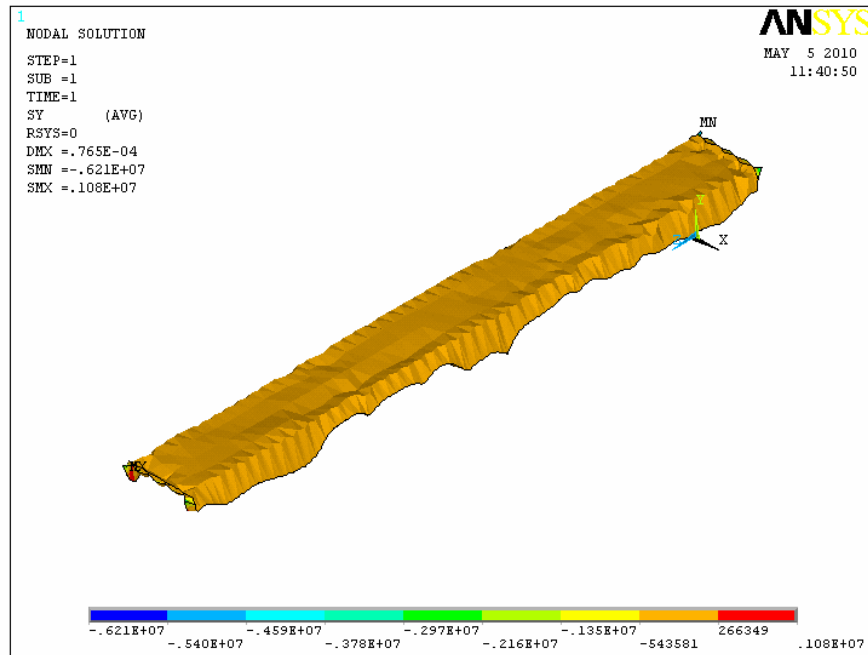 1
NODAL SOLUTION
ANSYS
MAY 5 2010
11:40:50
STEP=1
SUB =1
TIME=1
SY (AVG)
RSYS=0
DMX =.765E-04
SMN =-.621E+07
SMX =.108E+07
MN
Y
X
MX
-.621E+07 -.459E+07 -.297E+07 -.135E+07 266349
-.540E+07 -.378E+07 -.216E+07 -543581 .108E+07